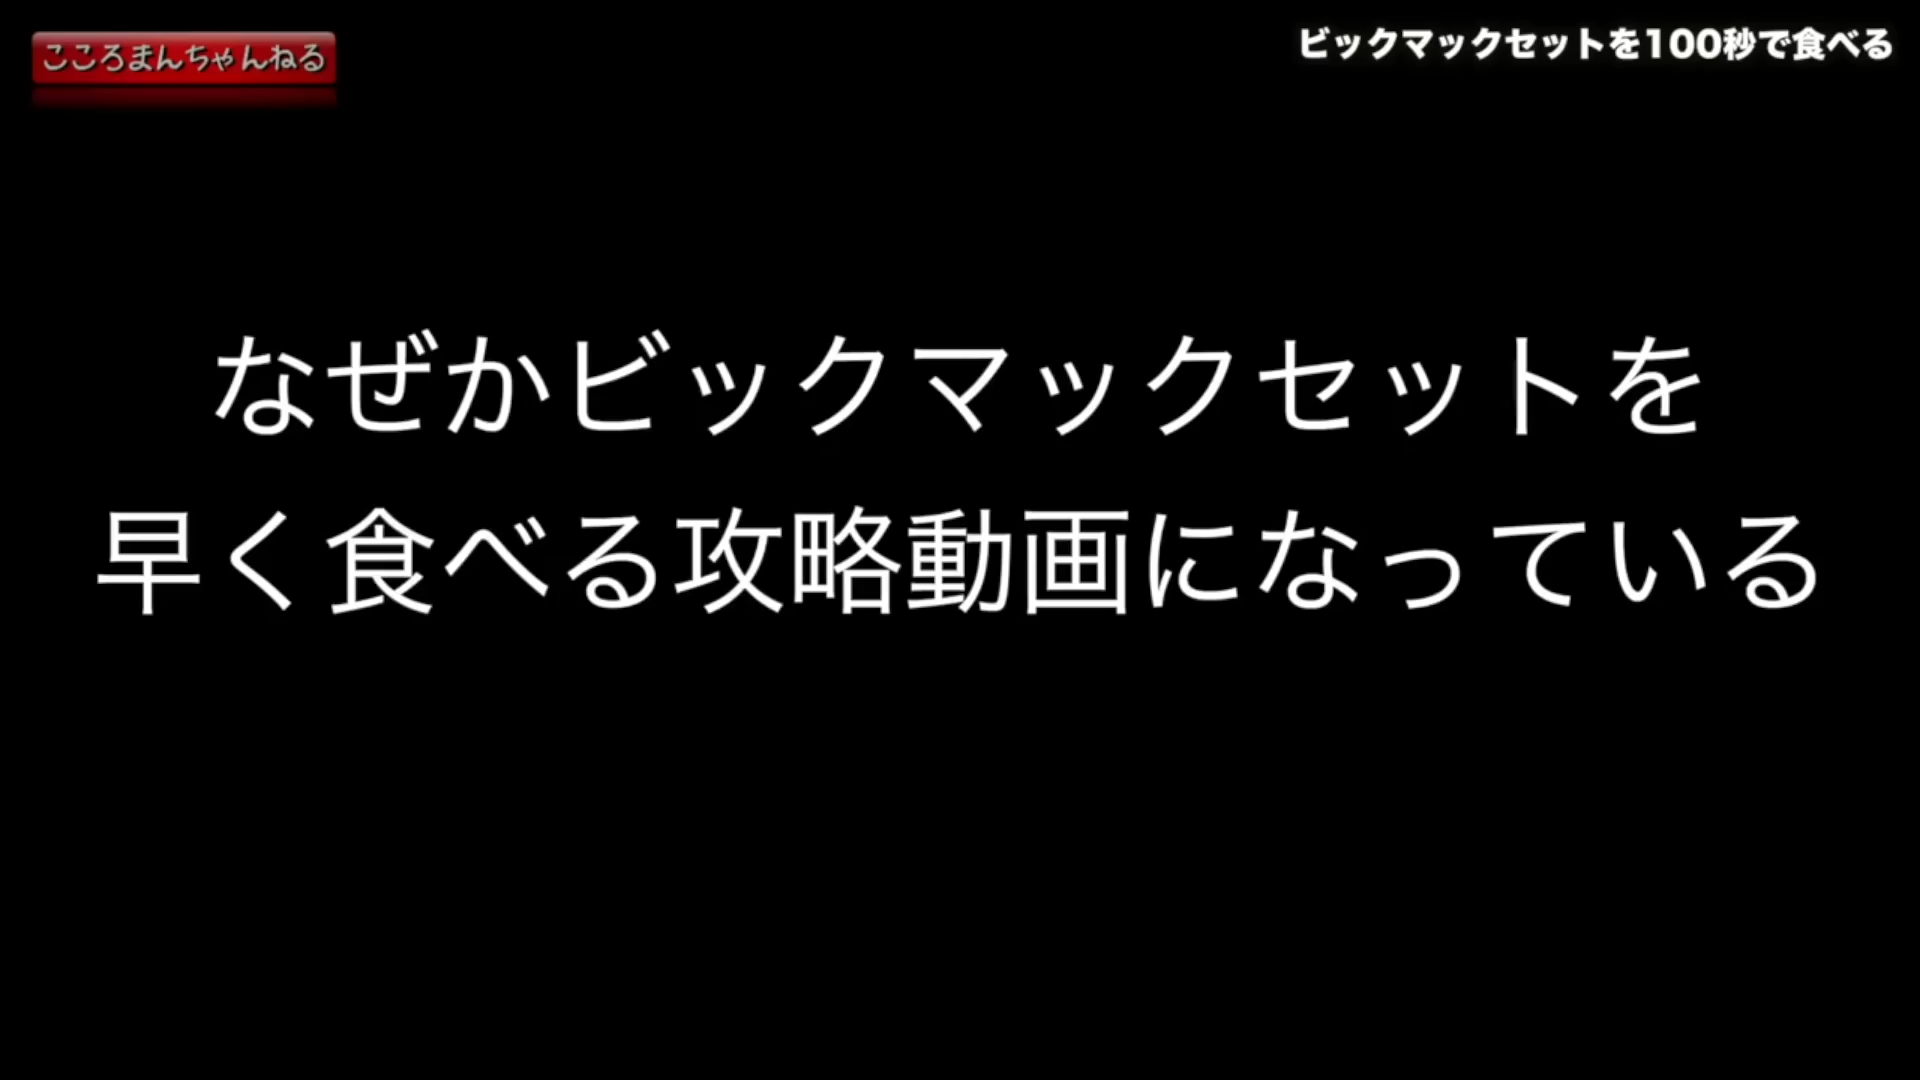 こころまんちゃんねる
ビックマックセットを100秒で食べる
なぜかビックマックセットを
早く食べる攻略動画になっている